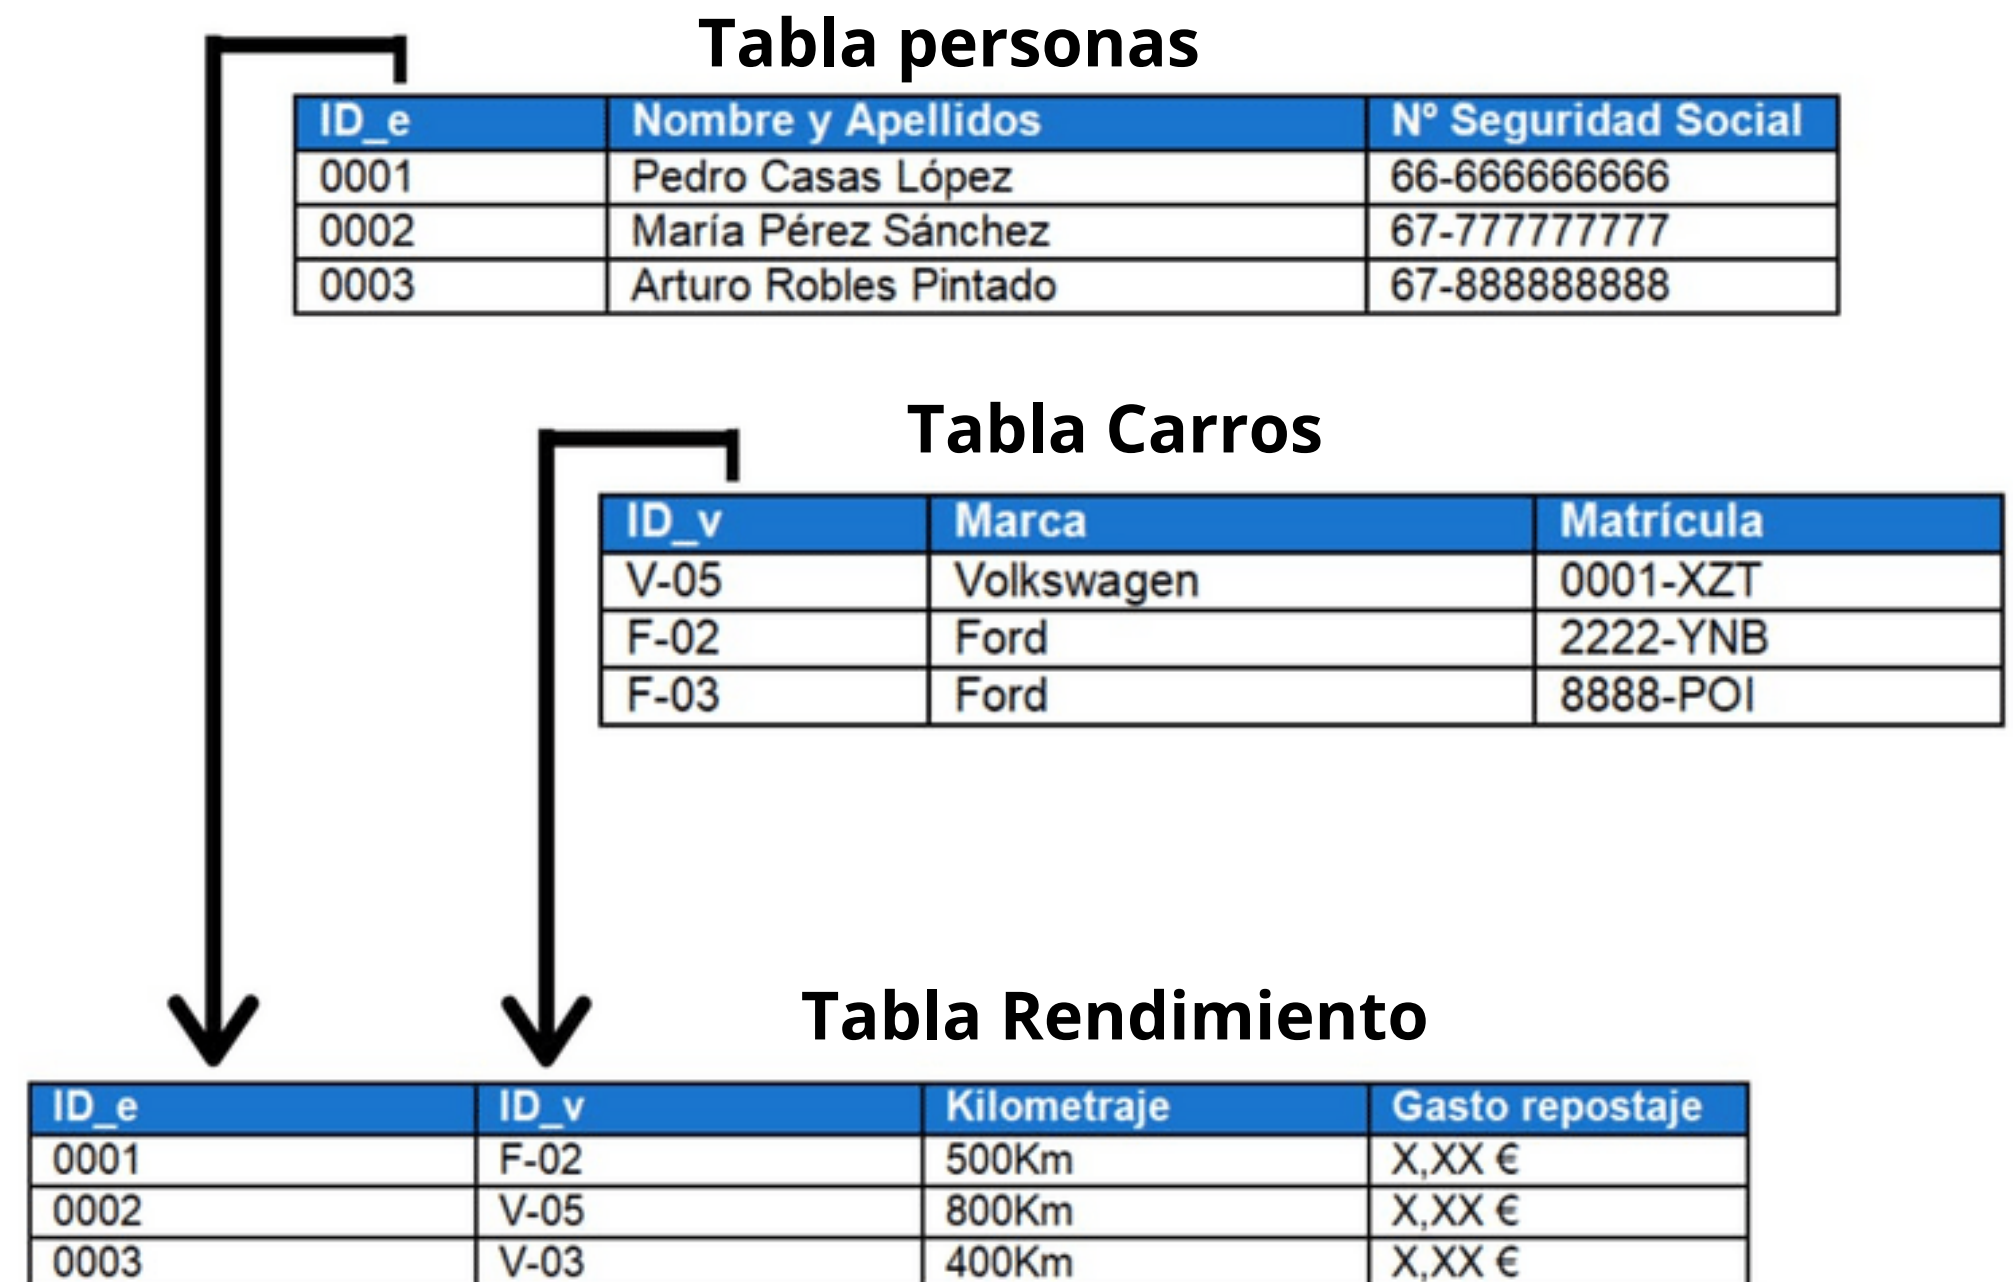 Tabla personas
ID_e Nombre y Apellidos Nº Seguridad Social
0001 Pedro Casas López 66-666666666
0002 María Pérez Sánchez 67-777777777
0003 Arturo Robles Pintado 67-888888888
Tabla Carros
ID_v Marca Matrícula
V-05 Volkswagen 0001-XZT
F-02 Ford 2222-YNB
F-03 Ford 8888-POI
Tabla Rendimiento
ID_e ID_v Kilometraje Gasto repostaje
0001 F-02 500Km X,XX €
0002 V-05 800Km X,XX €
0003 V-03 400Km X,XX €